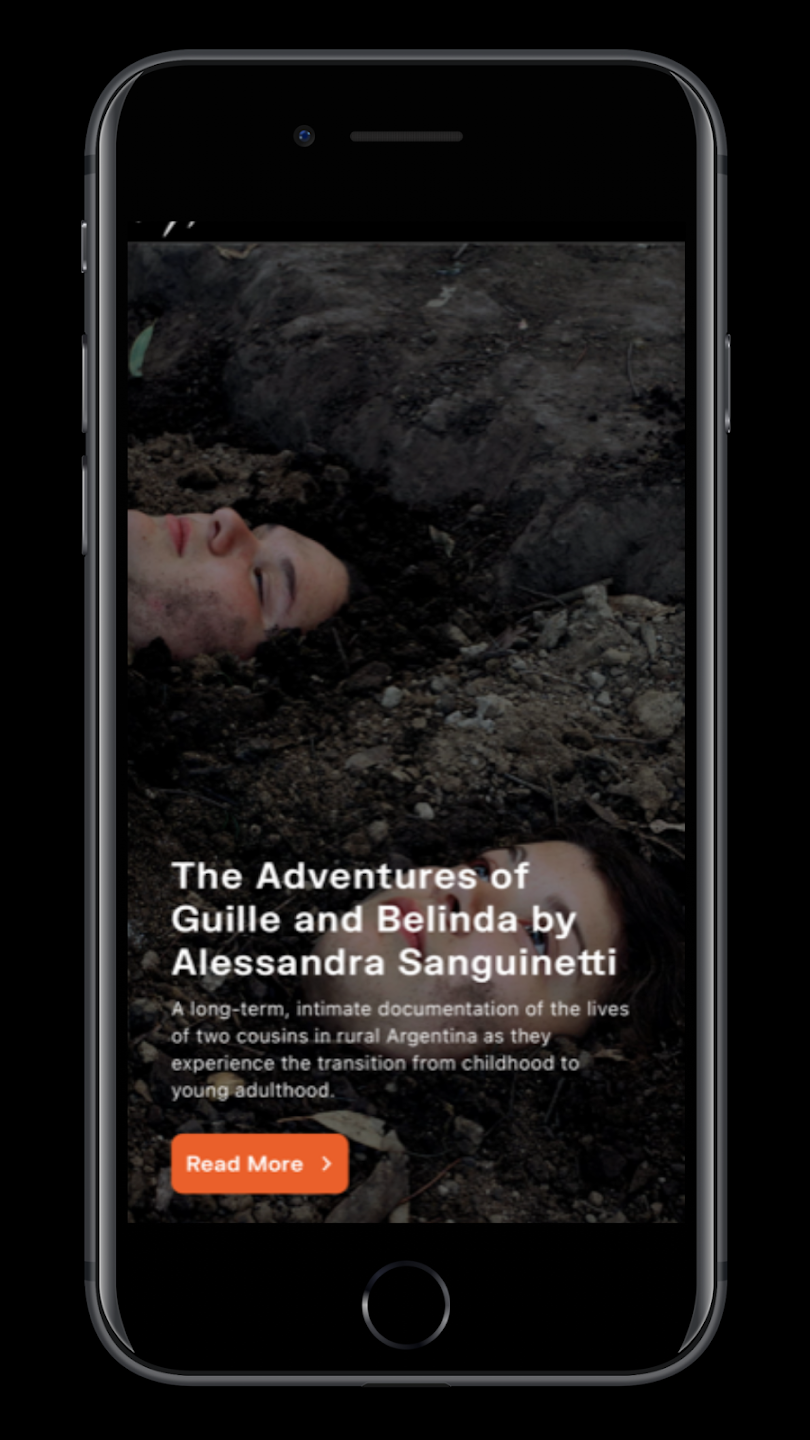 The Adventures of
Guille and Belinda by
Alessandra Sanguinetti
A long-term, intimate documentation of the lives
of two cousins in rural Argentina as they
experience the transition from childhood to
young adulthood.
Read More